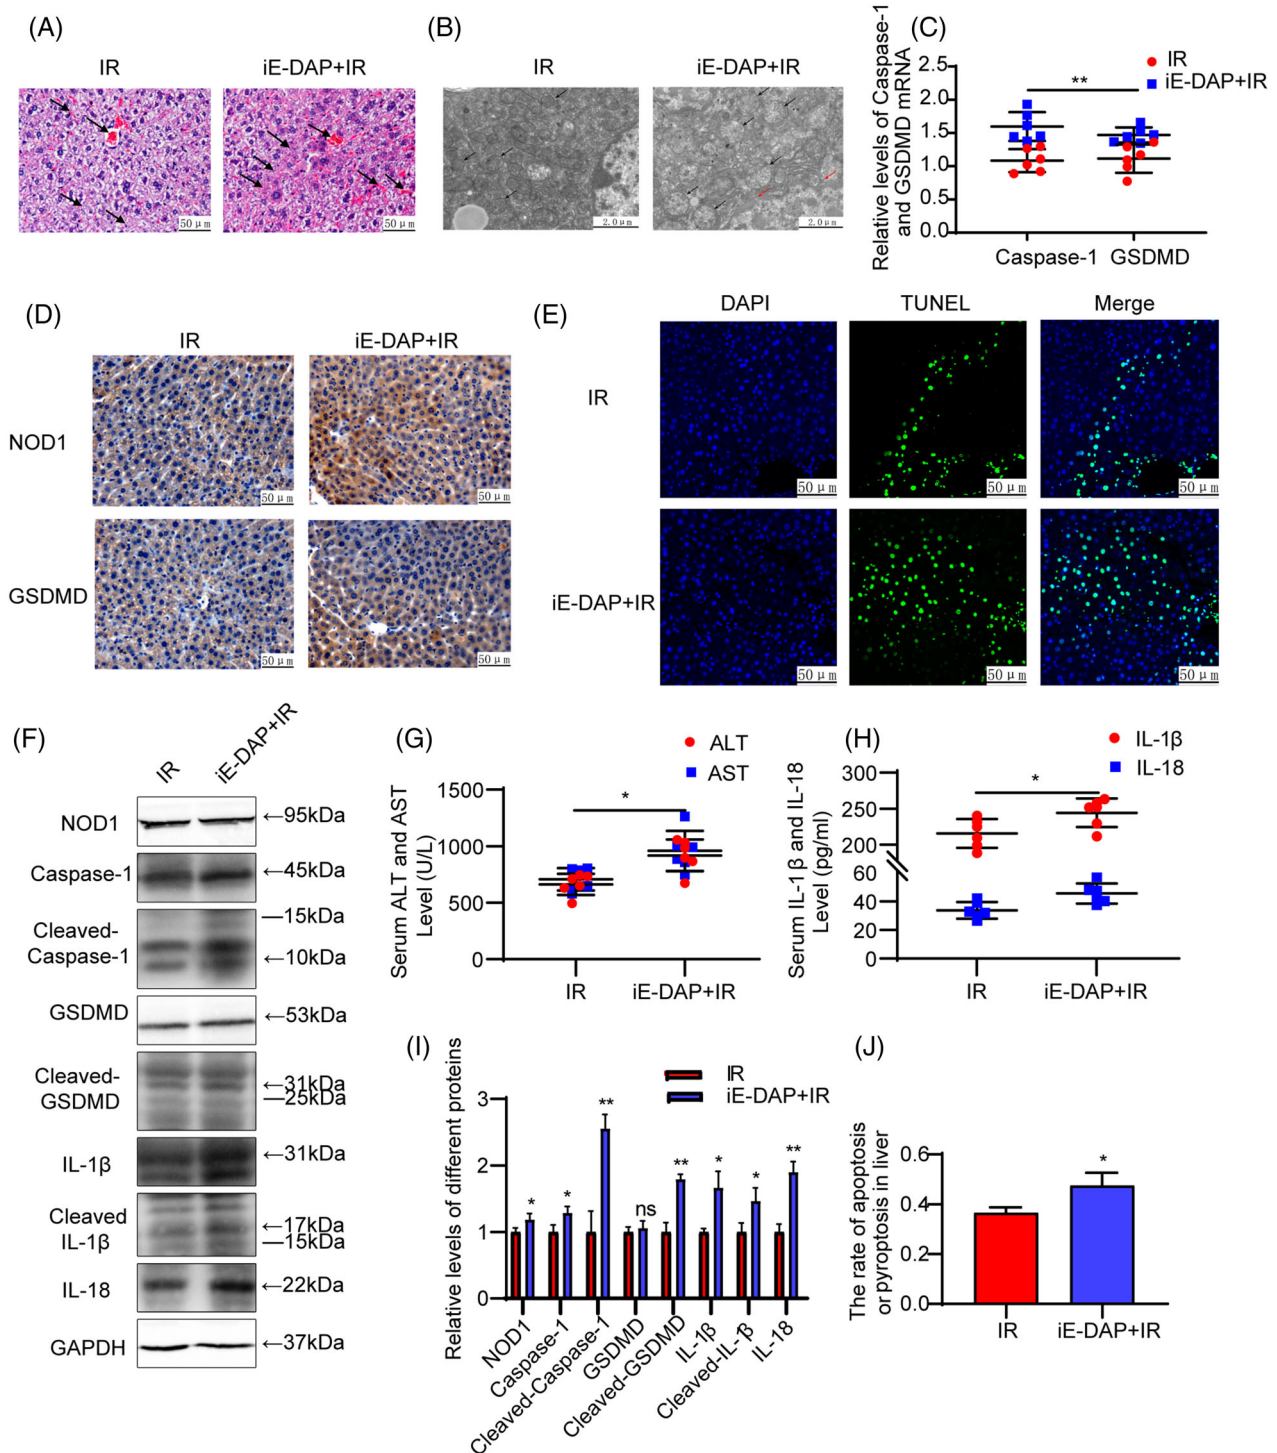 (A)
IR
iE-DAP+IR
50 μm
50 μm
(B)
IR
iE-DAP+IR
2.0 μm
2.0 μm
(C)
IR
iE-DAP+IR
**
Relative levels of Caspase-1
and GSDMD mRNA
2.5
2.0
1.5
1.0
0.5
0.0
Caspase-1 GSDMD
(D)
IR
iE-DAP+IR
NOD1
50 μm
50 μm
GSDMD
50 μm
50 μm
(E)
DAPI
TUNEL
Merge
IR
50 μm
50 μm
50 μm
iE-DAP+IR
50 μm
50 μm
50 μm
(F)
IR
iE-DAP+IR
NOD1
←95kDa
Caspase-1
←45kDa
Cleaved-
Caspase-1
—15kDa
←10kDa
GSDMD
←53kDa
Cleaved-
GSDMD
←31kDa
—25kDa
IL-1β
←31kDa
Cleaved
IL-1β
←17kDa
—15kDa
IL-18
←22kDa
GAPDH
←37kDa
(G)
ALT
AST
*
Serum ALT and AST
Level (U/L)
1500
1000
500
0
IR
iE-DAP+IR
(H)
IL-1β
IL-18
*
Serum IL-1 β and IL-18
Level (pg/ml)
300
250
200
60
40
20
0
IR
iE-DAP+IR
(I)
IR
iE-DAP+IR
Relative levels of different proteins
3
2
1
0
*
*
**
ns
**
*
*
**
NOD1
Caspase-1
Cleaved-Caspase-1
GSDMD
Cleaved-GSDMD
IL-1β
Cleaved-IL-1β
IL-18
(J)
The rate of apoptosis
or pyroptosis in liver
0.6
0.4
0.2
0.0
*
IR
iE-DAP+IR